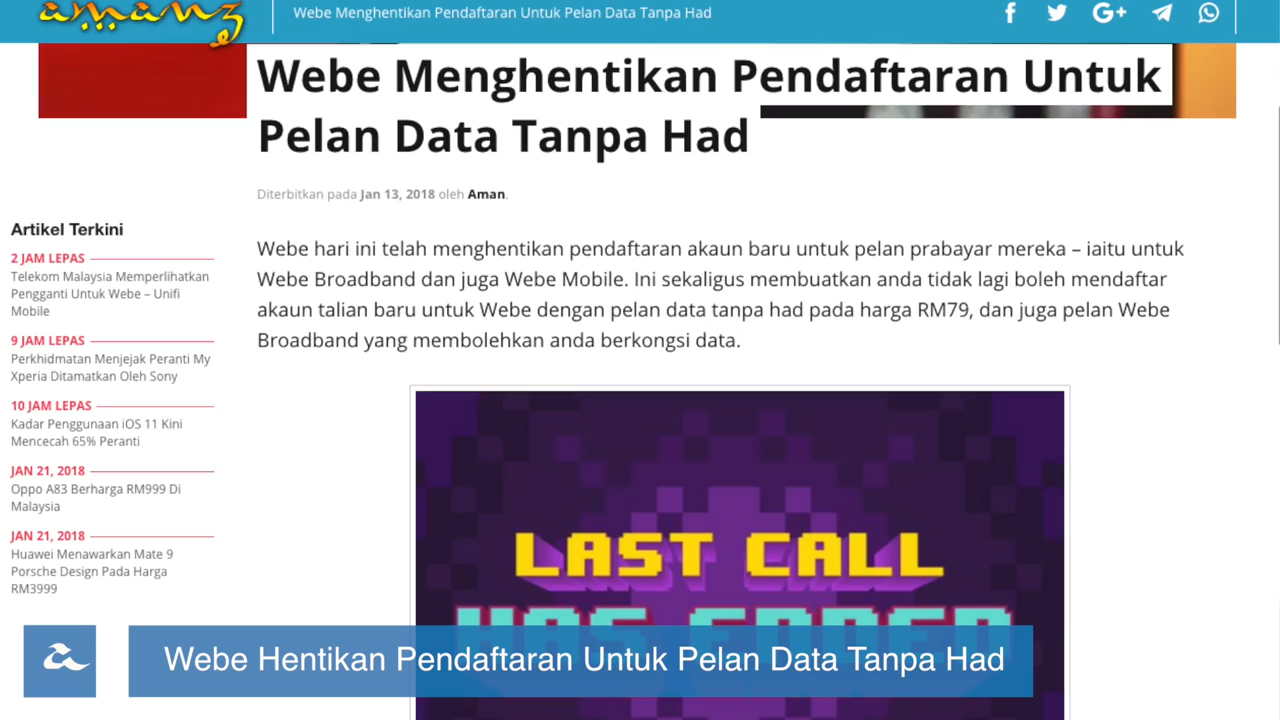 amanz
Webe Menghentikan Pendaftaran Untuk Pelan Data Tanpa Had
Webe Menghentikan Pendaftaran Untuk
Pelan Data Tanpa Had
Diterbitkan pada Jan 13, 2018 oleh Aman.
Webe hari ini telah menghentikan pendaftaran akaun baru untuk pelan prabayar mereka – iaitu untuk
Webe Broadband dan juga Webe Mobile. Ini sekaligus membuatkan anda tidak lagi boleh mendaftar
akaun talian baru untuk Webe dengan pelan data tanpa had pada harga RM79, dan juga pelan Webe
Broadband yang membolehkan anda berkongsi data.
Artikel Terkini
2 JAM LEPAS
Telekom Malaysia Memperlihatkan
Pengganti Untuk Webe – Unifi
Mobile
9 JAM LEPAS
Perkhidmatan Menjejak Peranti My
Xperia Ditamatkan Oleh Sony
10 JAM LEPAS
Kadar Penggunaan iOS 11 Kini
Mencecah 65% Peranti
JAN 21, 2018
Oppo A83 Berharga RM999 Di
Malaysia
JAN 21, 2018
Huawei Menawarkan Mate 9
Porsche Design Pada Harga
RM3999
LAST CALL
HAS ENDED
Webe Hentikan Pendaftaran Untuk Pelan Data Tanpa Had